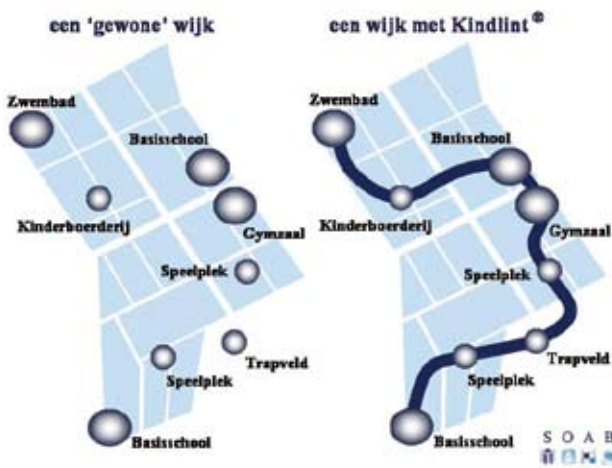 een 'gewone' wijk
Zwembad
Basisschool
Kinderboerderij
Gymzaal
Speelplek
Trapveld
Speelplek
Basisschool
een wijk met Kindlint®
Zwembad
Basisschool
Kinderboerderij
Gymzaal
Speelplek
Trapveld
Speelplek
Basisschool
S O A B